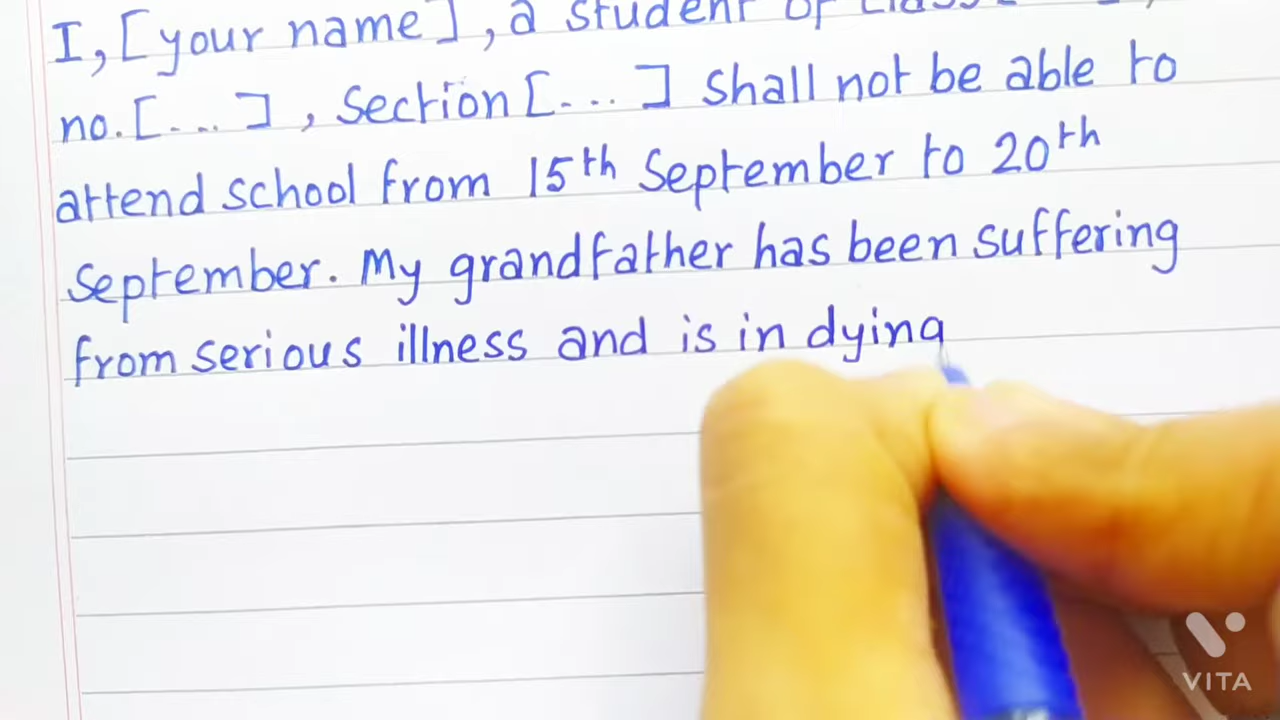 I, [your name], a student of class
no. [...], Section [...] shall not be able to
attend school from 15th September to 20th
September. My grandfather has been suffering
from serious illness and is in dying
VITA